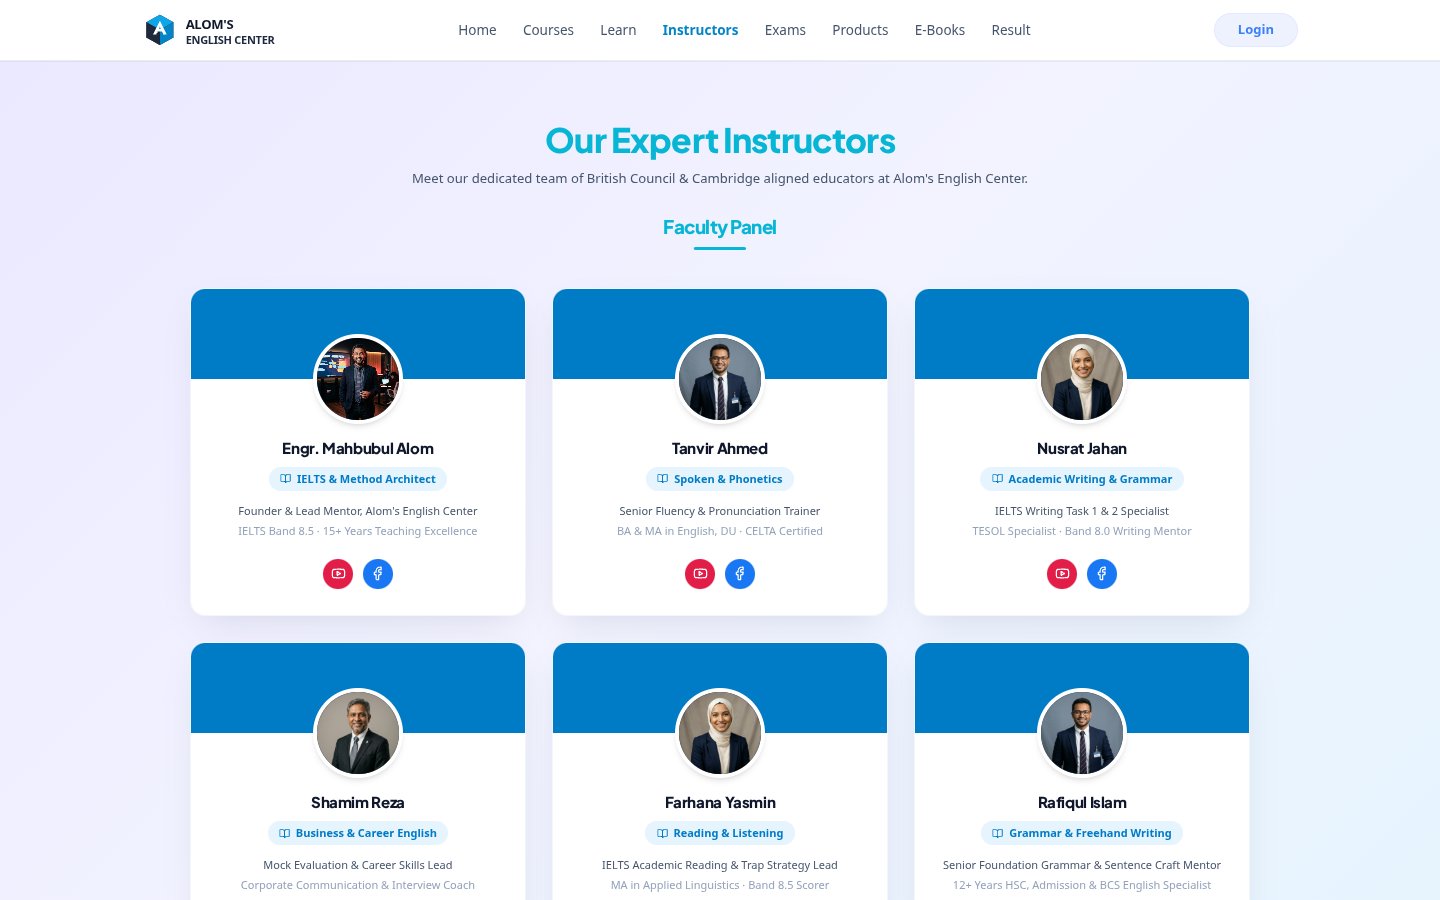 ALOM'S
ENGLISH CENTER
Home
Courses
Learn
Instructors
Exams
Products
E-Books
Result
Login
Our Expert Instructors
Meet our dedicated team of British Council & Cambridge aligned educators at Alom's English Center.
Faculty Panel
Engr. Mahbubul Alom
IELTS & Method Architect
Founder & Lead Mentor, Alom's English Center
IELTS Band 8.5 · 15+ Years Teaching Excellence
Tanvir Ahmed
Spoken & Phonetics
Senior Fluency & Pronunciation Trainer
BA & MA in English, DU · CELTA Certified
Nusrat Jahan
Academic Writing & Grammar
IELTS Writing Task 1 & 2 Specialist
TESOL Specialist · Band 8.0 Writing Mentor
Shamim Reza
Business & Career English
Mock Evaluation & Career Skills Lead
Corporate Communication & Interview Coach
Farhana Yasmin
Reading & Listening
IELTS Academic Reading & Trap Strategy Lead
MA in Applied Linguistics · Band 8.5 Scorer
Rafiqul Islam
Grammar & Freehand Writing
Senior Foundation Grammar & Sentence Craft Mentor
12+ Years HSC, Admission & BCS English Specialist